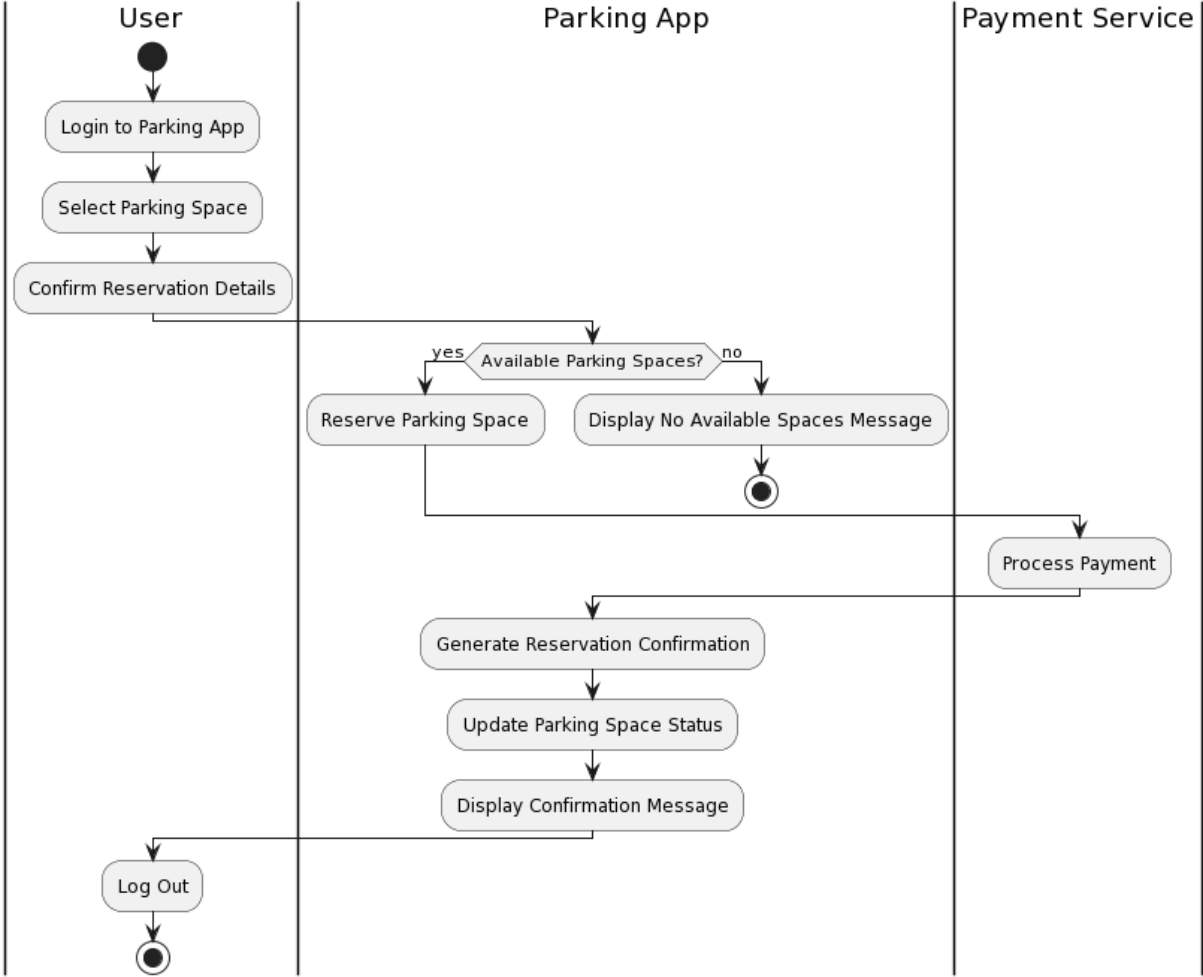 User
Parking App
Payment Service
Login to Parking App
Select Parking Space
Confirm Reservation Details
yes
Available Parking Spaces?
no
Reserve Parking Space
Display No Available Spaces Message
Process Payment
Generate Reservation Confirmation
Update Parking Space Status
Display Confirmation Message
Log Out